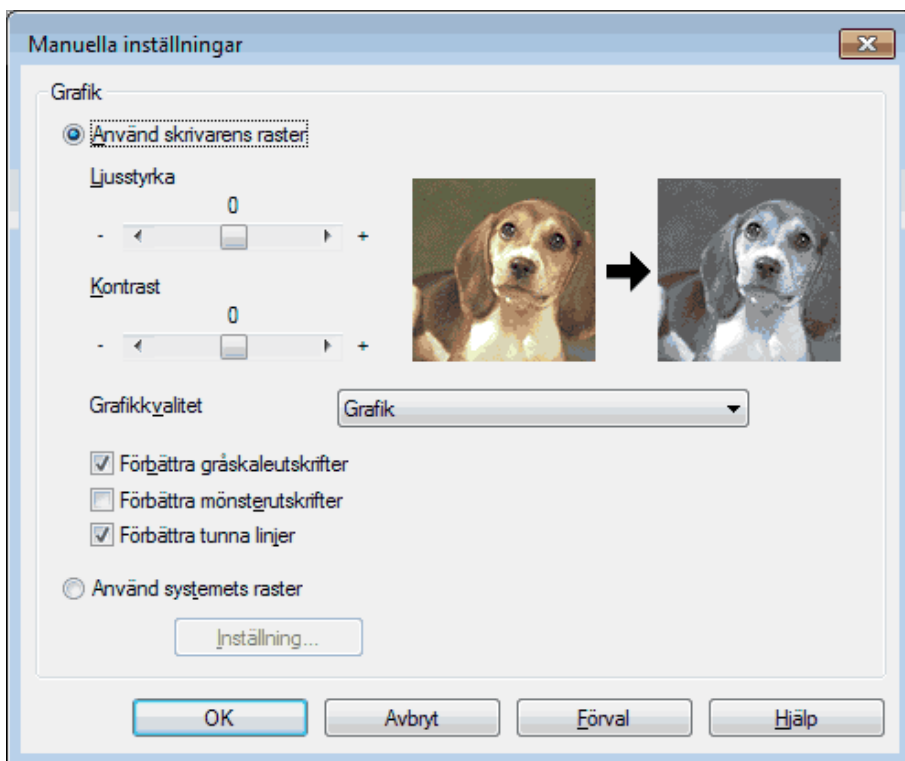 Manuella inställningar
Grafik
Använd skrivarens raster
Ljusstyrka
0
- +
Kontrast
0
- +
Grafikkvalitet Grafik
Förbättra gråskaleutskrifter
Förbättra mönsterutskrifter
Förbättra tunna linjer
Använd systemets raster
Inställning...
OK Avbryt Förval Hjälp